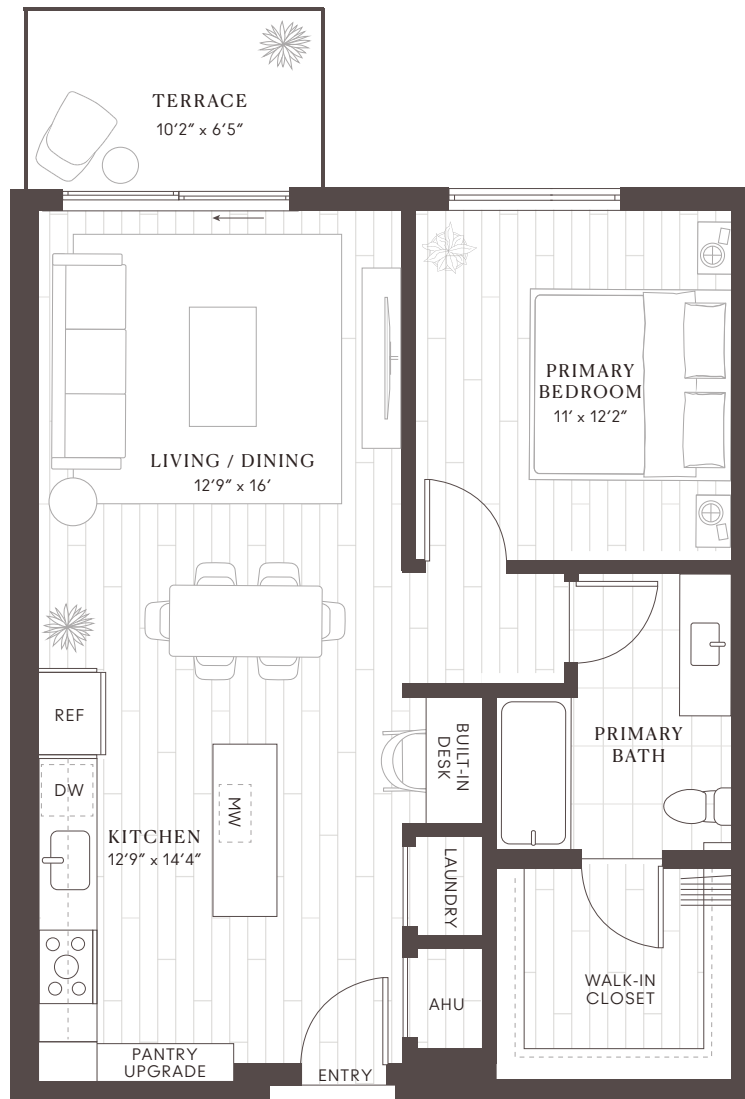 TERRACE
10′2″ x 6′5″
PRIMARY
BEDROOM
11′ x 12′2″
LIVING / DINING
12′9″ x 16′
REF
DW
BUILT-IN
DESK
PRIMARY
BATH
MW
KITCHEN
12′9″ x 14′4″
LAUNDRY
WALK-IN
CLOSET
AHU
PANTRY
UPGRADE
ENTRY